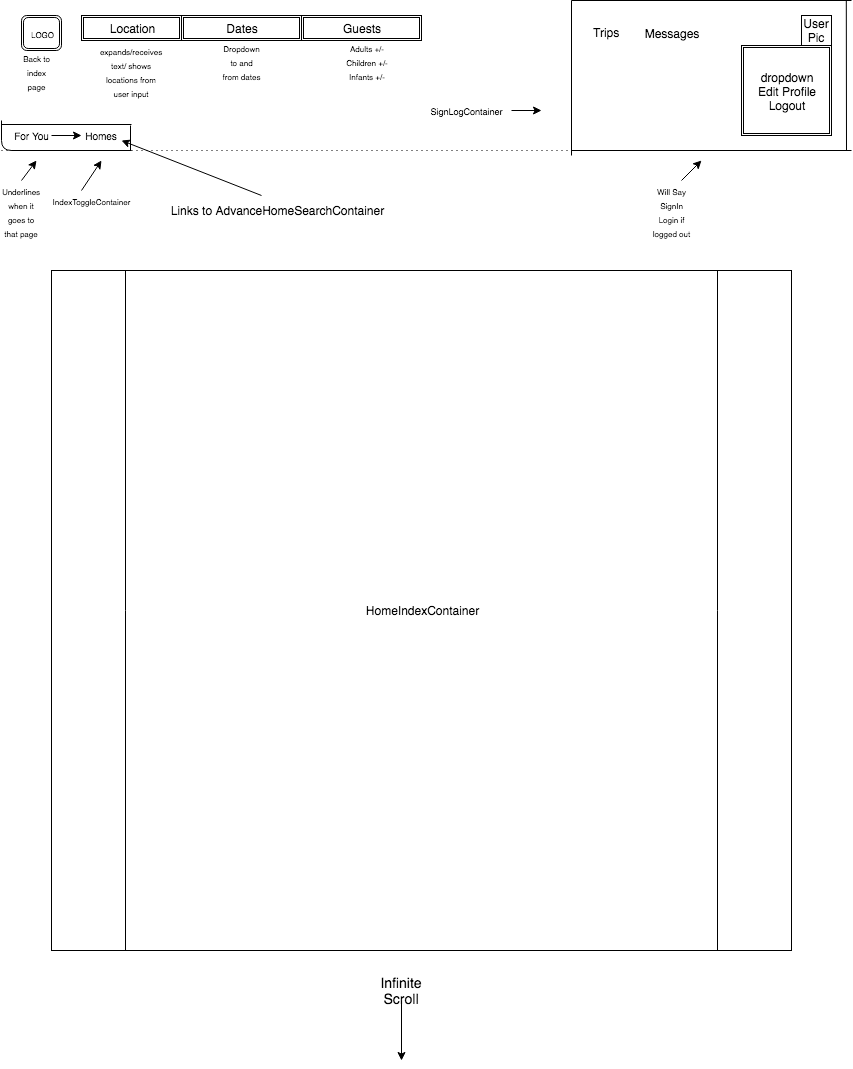 LOGO
Back to
index
page
Location
expands/receives
text/ shows
locations from
user input
Dates
Dropdown
to and
from dates
Guests
Adults +/-
Children +/-
Infants +/-
Trips
Messages
User
Pic
dropdown
Edit Profile
Logout
SignLogContainer
For You
Homes
Underlines
when it
goes to
that page
IndexToggleContainer
Links to AdvanceHomeSearchContainer
Will Say
SignIn
Login if
logged out
HomeIndexContainer
Infinite
Scroll